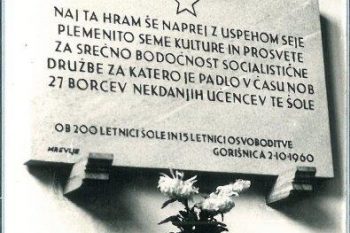 NAJ TA HRAM ŠE NAPREJ Z USPEHOM SEJE
PLEMENITO SEME KULTURE IN PROSVETE
ZA SREČNO BODOČNOST SOCIALISTIČNE
DRUŽBE ZA KATERO JE PADLO V ČASU NOB
27 BORCEV NEKDANJIH UČENCEV TE ŠOLE
OB 200 LETNICI ŠOLE IN 15 LETNICI OSVOBODITVE
GORIŠNICA 2·10·1960